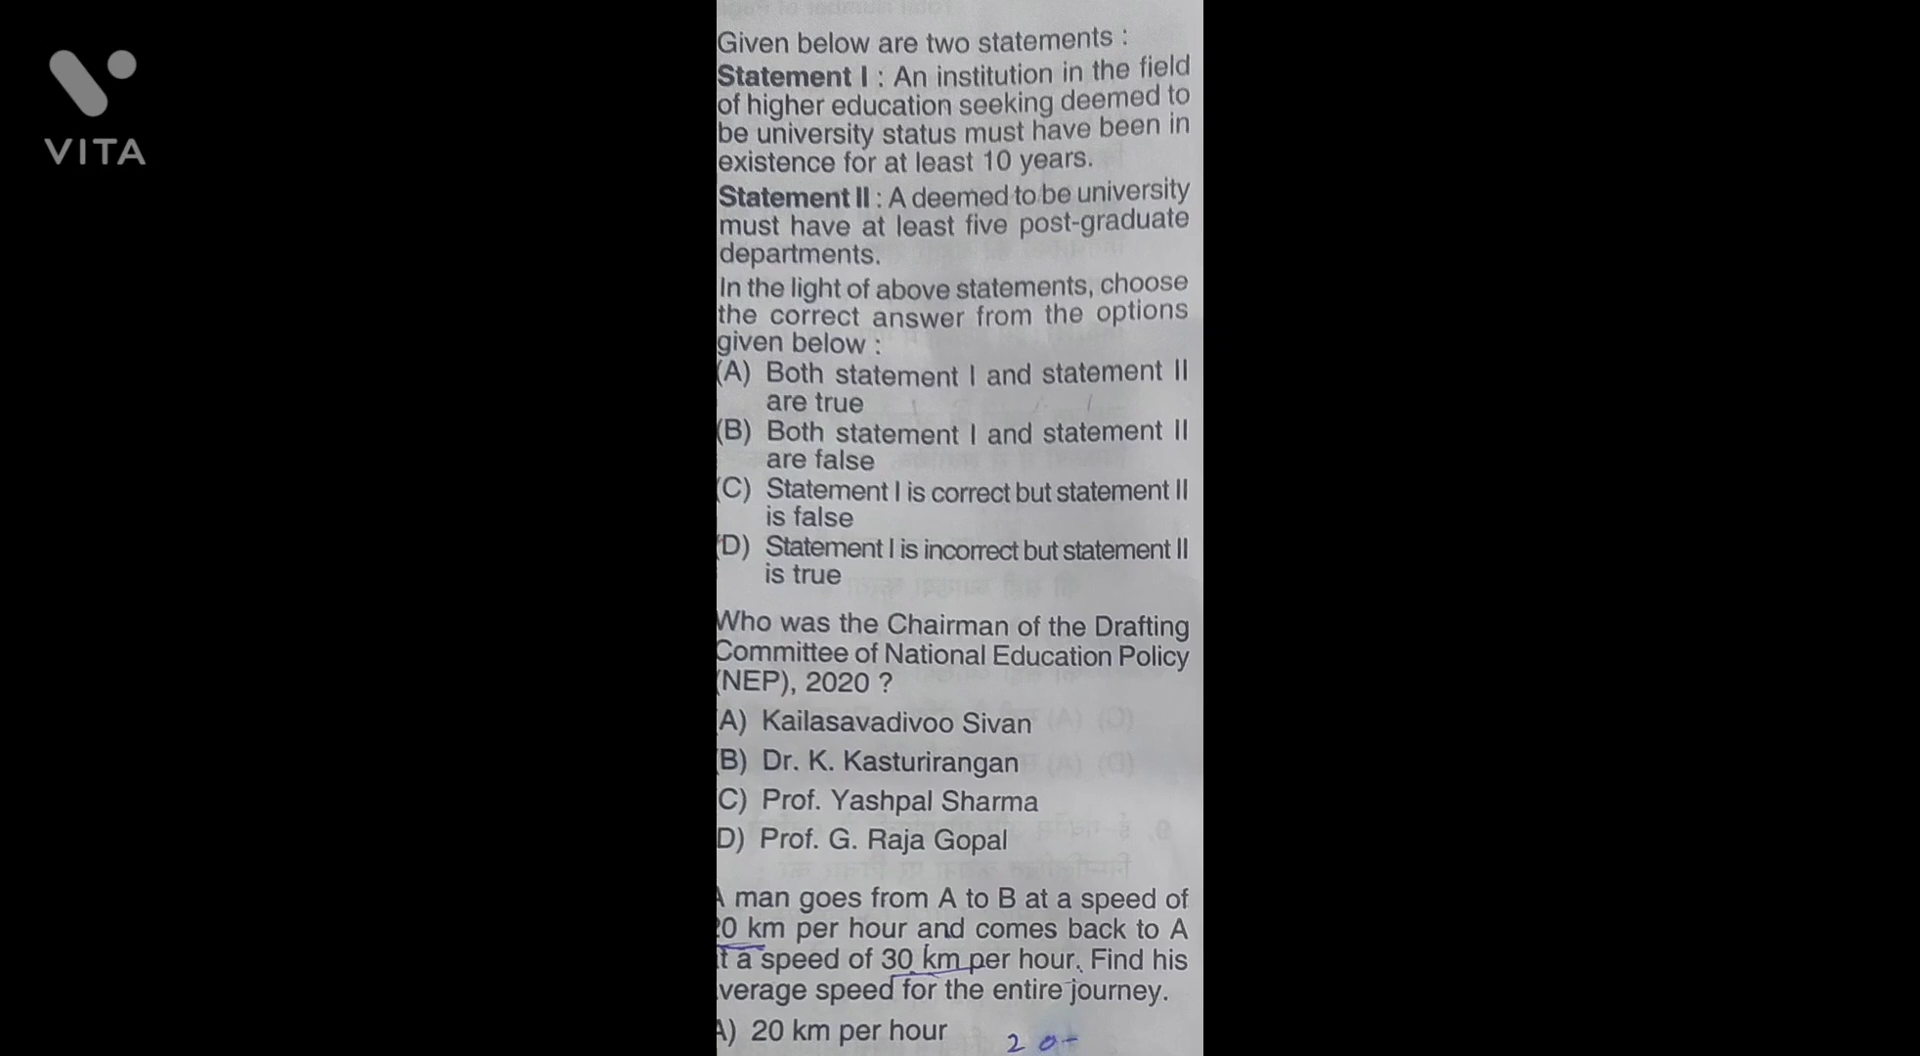 VITA
Given below are two statements :
Statement I : An institution in the field
of higher education seeking deemed to
be university status must have been in
existence for at least 10 years.
Statement II : A deemed to be university
must have at least five post-graduate
departments.
In the light of above statements, choose
the correct answer from the options
given below :
(A) Both statement I and statement II
are true
(B) Both statement I and statement II
are false
(C) Statement I is correct but statement II
is false
(D) Statement I is incorrect but statement II
is true
Who was the Chairman of the Drafting
Committee of National Education Policy
(NEP), 2020 ?
A) Kailasavadivoo Sivan
B) Dr. K. Kasturirangan
C) Prof. Yashpal Sharma
D) Prof. G. Raja Gopal
A man goes from A to B at a speed of
20 km per hour and comes back to A
t a speed of 30 km per hour. Find his
verage speed for the entire journey.
A) 20 km per hour
2 0